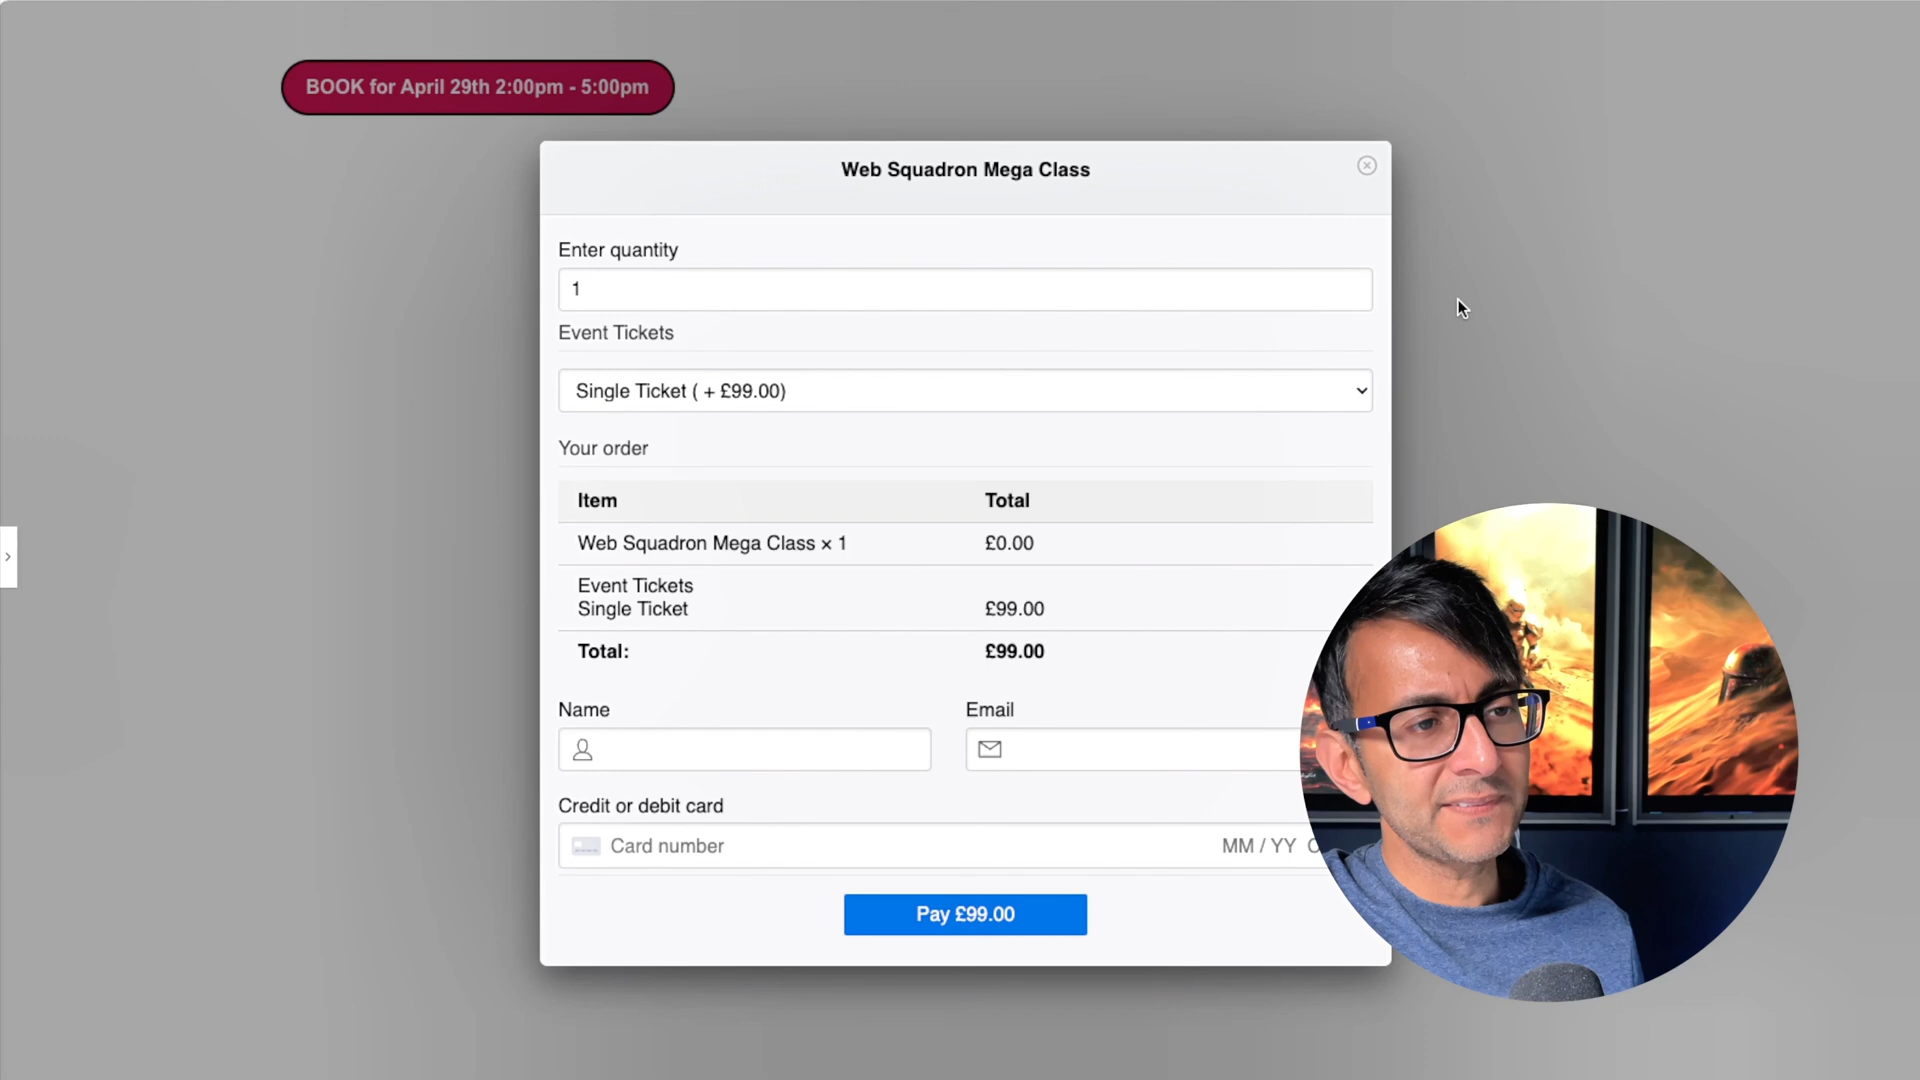 BOOK for April 29th 2:00pm - 5:00pm
Web Squadron Mega Class
Enter quantity
1
Event Tickets
Single Ticket ( + £99.00)
Your order
Item Total
Web Squadron Mega Class × 1 £0.00
Event Tickets
Single Ticket £99.00
Total: £99.00
Name Email
Credit or debit card
Card number MM / YY
Pay £99.00